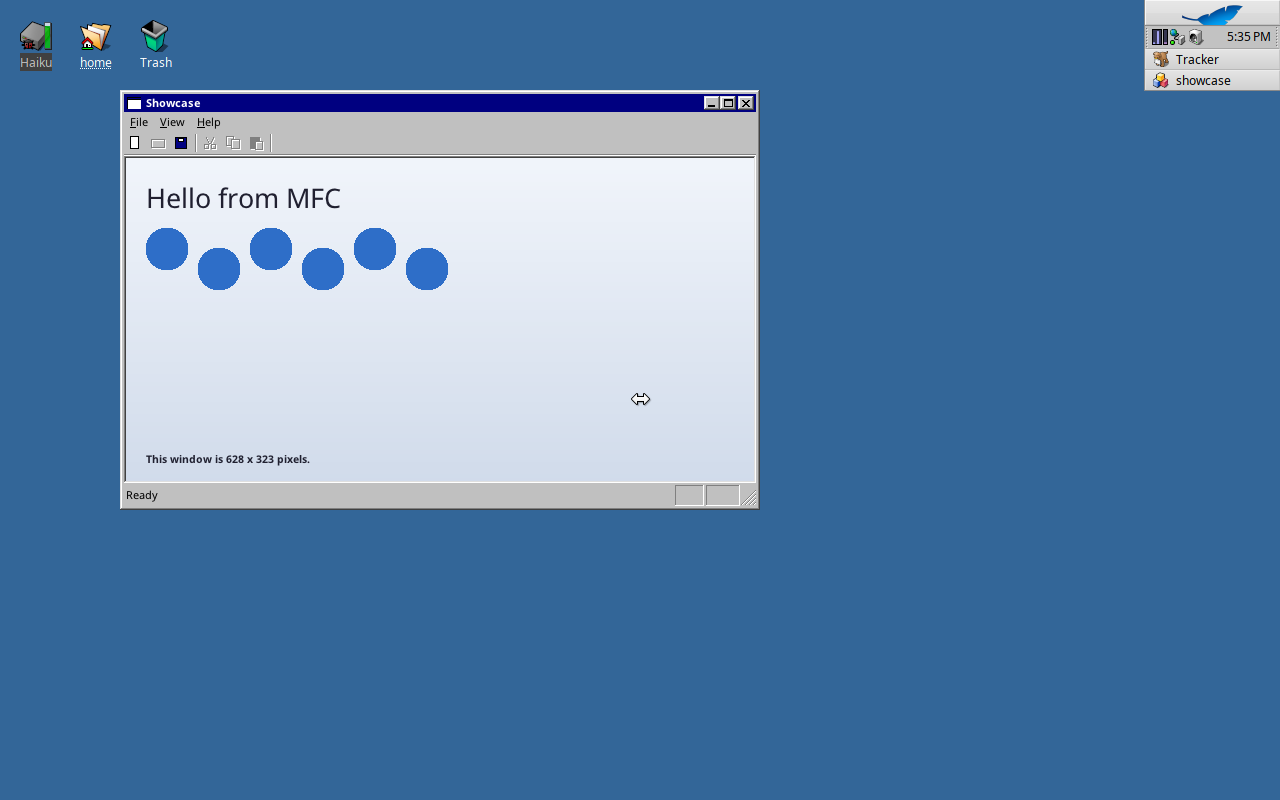 Haiku
home
Trash
5:35 PM
Tracker
showcase
Showcase
File View Help
Hello from MFC
This window is 628 x 323 pixels.
Ready